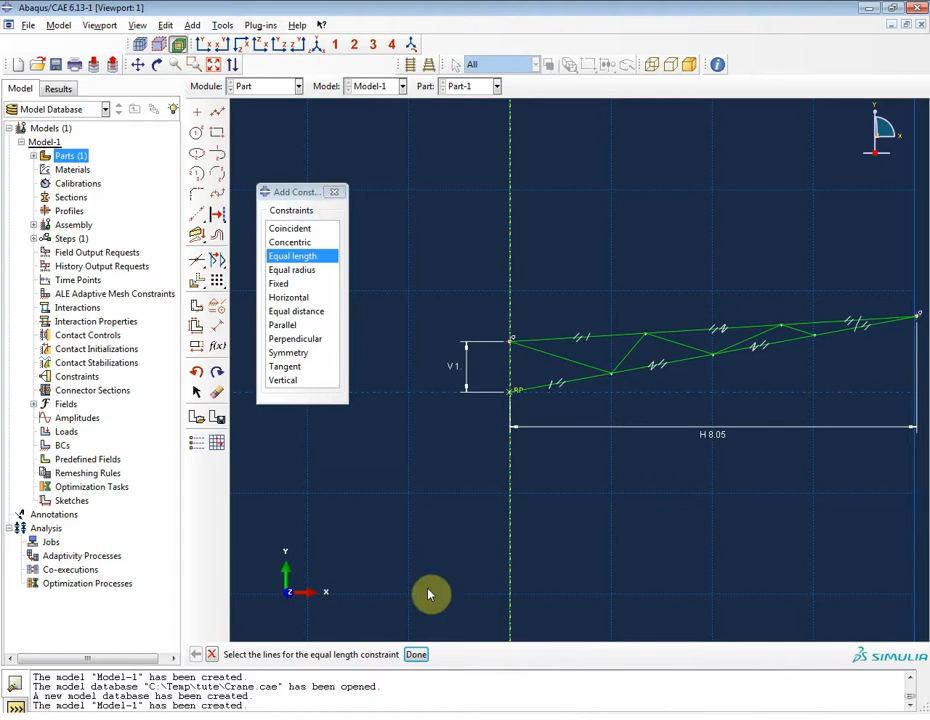 Abaqus/CAE 6.13-1 [Viewport: 1]
File Model Viewport View Edit Add Tools Plug-ins Help
1 2 3 4
All
Model Results Module: Part Model: Model-1 Part: Part-1
Model Database
Models (1)
Model-1
Parts (1)
Materials
Calibrations
Sections
Profiles
Assembly
Steps (1)
Field Output Requests
History Output Requests
Time Points
ALE Adaptive Mesh Constraints
Interactions
Interaction Properties
Contact Controls
Contact Initializations
Contact Stabilizations
Constraints
Connector Sections
Fields
Amplitudes
Loads
BCs
Predefined Fields
Remeshing Rules
Optimization Tasks
Sketches
Annotations
Analysis
Jobs
Adaptivity Processes
Co-executions
Optimization Processes
f(x)
Add Const...
Constraints
Coincident
Concentric
Equal length
Equal radius
Fixed
Horizontal
Equal distance
Parallel
Perpendicular
Symmetry
Tangent
Vertical
Y
X
V 1.
RP
H 8.05
Y
Z
X
Select the lines for the equal length constraint Done
SIMULIA
The model "Model-1" has been created.
The model database "C:\Temp\tute\Crane.cae" has been opened.
A new model database has been created.
The model "Model-1" has been created.
>>>